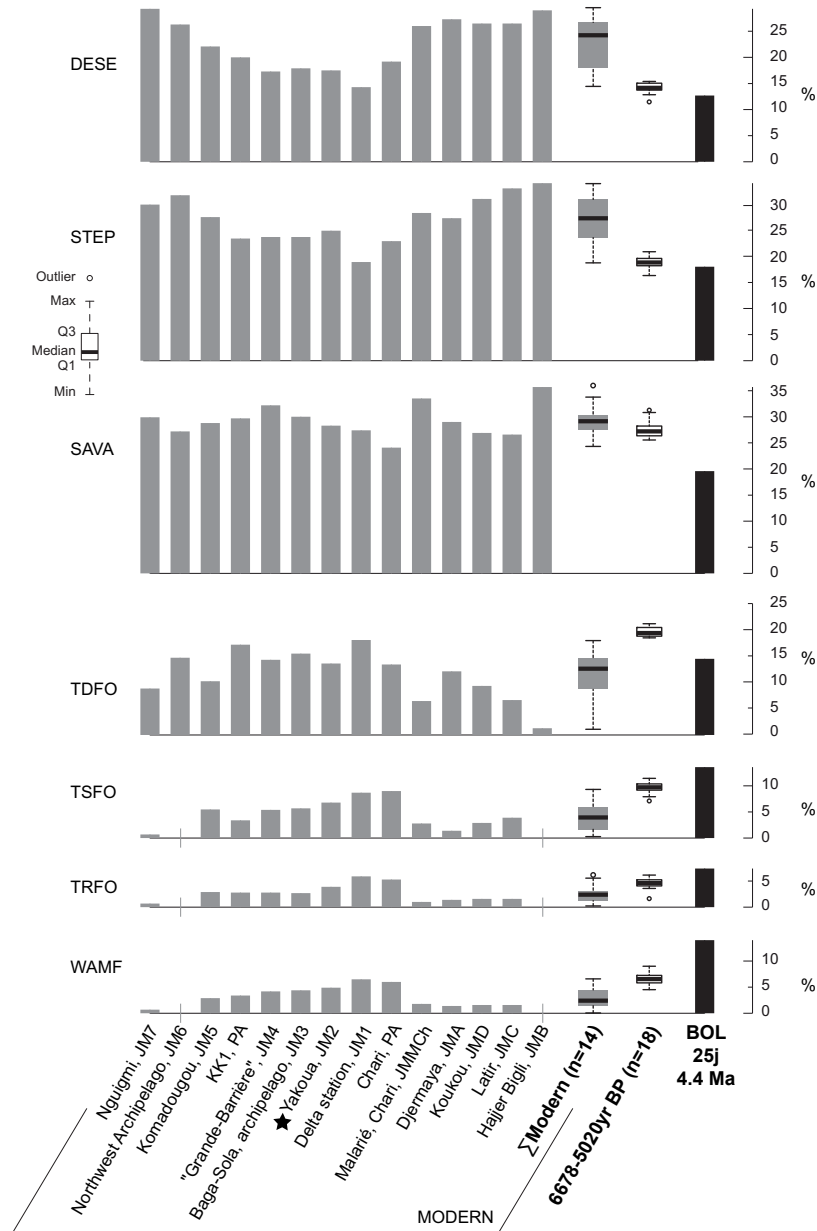 DESE
25
20
15
10
5
0
%
STEP
30
25
20
15
10
5
0
%
Outlier
Max
Q3
Median
Q1
Min
SAVA
35
30
25
20
15
10
5
0
%
TDFO
25
20
15
10
5
0
%
TSFO
10
5
0
%
TRFO
5
0
%
WAMF
10
5
0
%
Nguigmi, JM7
Northwest Archipelago, JM6
Komadougou, JM5
KK1, PA
"Grande-Barrière", JM4
Baga-Sola, archipelago, JM3
★ Yakoua, JM2
Delta station, JM1
Chari, PA
Malarié, Chari, JMMCh
Djermaya, JMA
Koukou, JMD
Latir, JMC
Hajjer Bigli, JMB
∑Modern (n=14)
6678-5020yr BP (n=18)
BOL
25j
4.4 Ma
MODERN